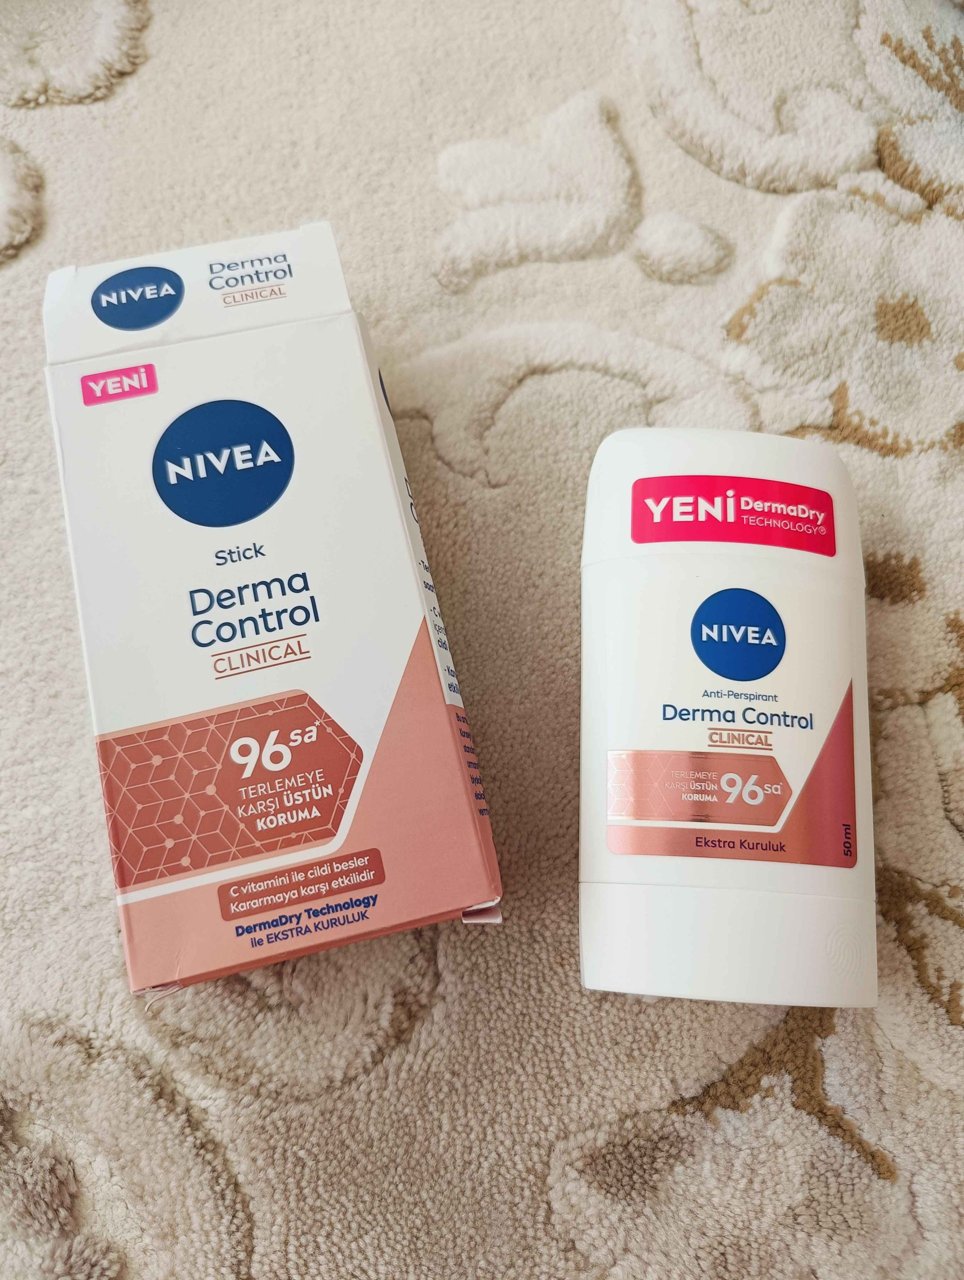 NIVEA
Derma
Control
CLINICAL
YENİ
NIVEA
Stick
Derma
Control
CLINICAL
96sa*
TERLEMEYE
KARŞI ÜSTÜN
KORUMA
C vitamini ile cildi besler
Kararmaya karşı etkilidir
DermaDry Technology
ile EKSTRA KURULUK
YENİ DermaDry
TECHNOLOGY®
NIVEA
Anti-Perspirant
Derma Control
CLINICAL
TERLEMEYE
KARŞI ÜSTÜN
KORUMA
96sa*
Ekstra Kuruluk
50ml